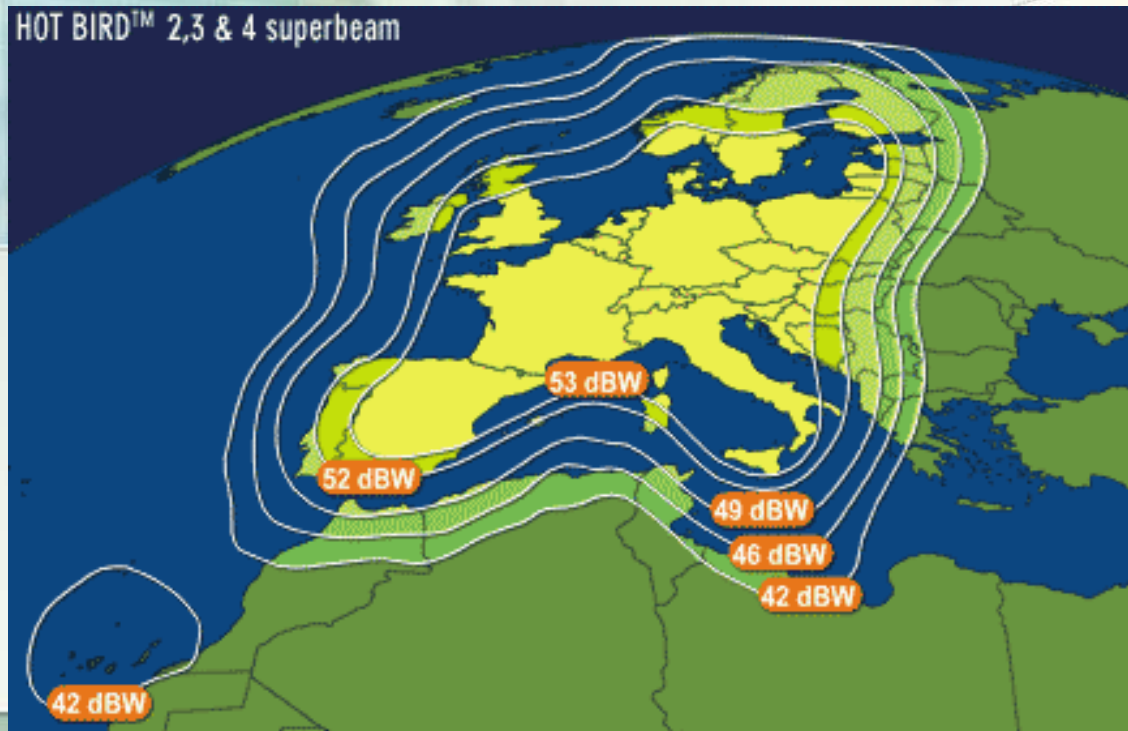 HOT BIRD™ 2,3 & 4 superbeam
53 dBW
52 dBW
49 dBW
46 dBW
42 dBW
42 dBW